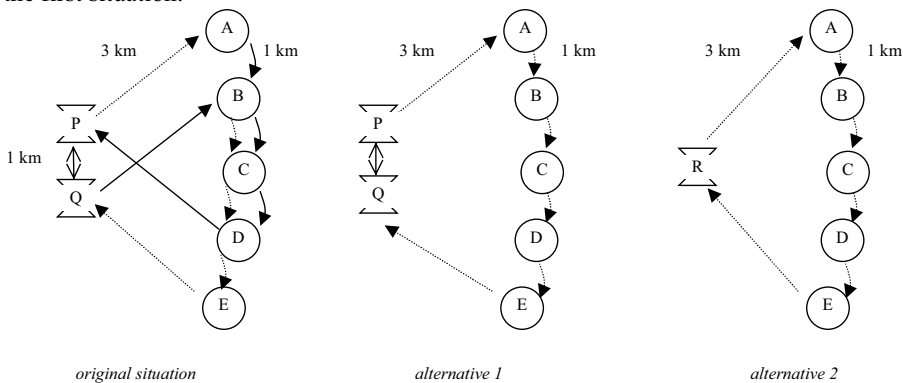 the first situation.
A A A
3 km 1 km 3 km 1 km 3 km 1 km
B B B
P P
1 km C C R C
Q Q
D D D
E E E
original situation alternative 1 alternative 2